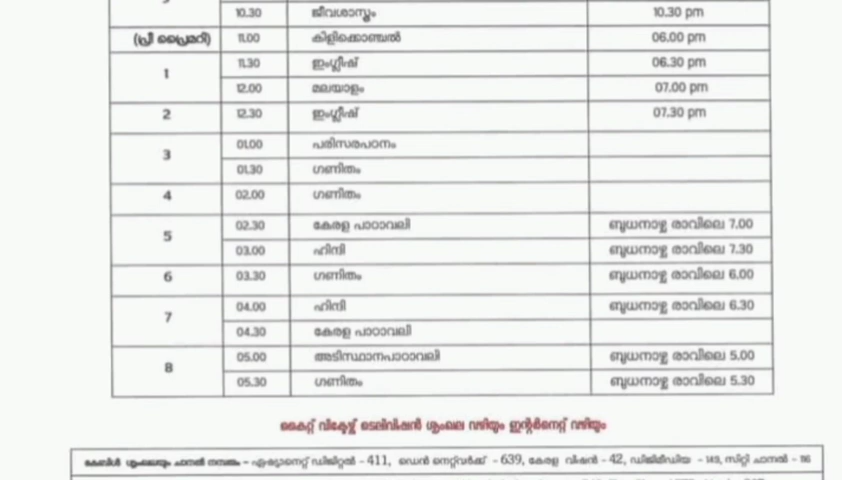 10.30 ജീവശാസ്ത്രം 10.30 pm
(പ്രീ പ്രൈമറി) 11.00 കിളിക്കൊഞ്ചൽ 06.00 pm
1
11.30 ഇംഗ്ലീഷ് 06.30 pm
12.00 മലയാളം 07.00 pm
2 12.30 ഇംഗ്ലീഷ് 07.30 pm
3
01.00 പരിസരപഠനം
01.30 ഗണിതം
4 02.00 ഗണിതം
5
02.30 കേരള പാഠാവലി ബുധനാഴ്ച രാവിലെ 7.00
03.00 ഹിന്ദി ബുധനാഴ്ച രാവിലെ 7.30
6 03.30 ഗണിതം ബുധനാഴ്ച രാവിലെ 6.00
7
04.00 ഹിന്ദി ബുധനാഴ്ച രാവിലെ 6.30
04.30 കേരള പാഠാവലി
8
05.00 അടിസ്ഥാനപാഠാവലി ബുധനാഴ്ച രാവിലെ 5.00
05.30 ഗണിതം ബുധനാഴ്ച രാവിലെ 5.30
കൈറ്റ് വിക്ടേഴ്സ് ടെലിവിഷൻ ശൃംഖല വഴിയും ഇന്റർനെറ്റ് വഴിയും
കേബിൾ ശൃംഖലയും ചാനൽ നമ്പരും – ഏഷ്യാനെറ്റ് ഡിജിറ്റൽ - 411, ഡെൻ നെറ്റ്‌വർക്ക് - 639, കേരള വിഷൻ - 42, ഡിജിമീഡിയ - 149, സിറ്റി ചാനൽ - 116